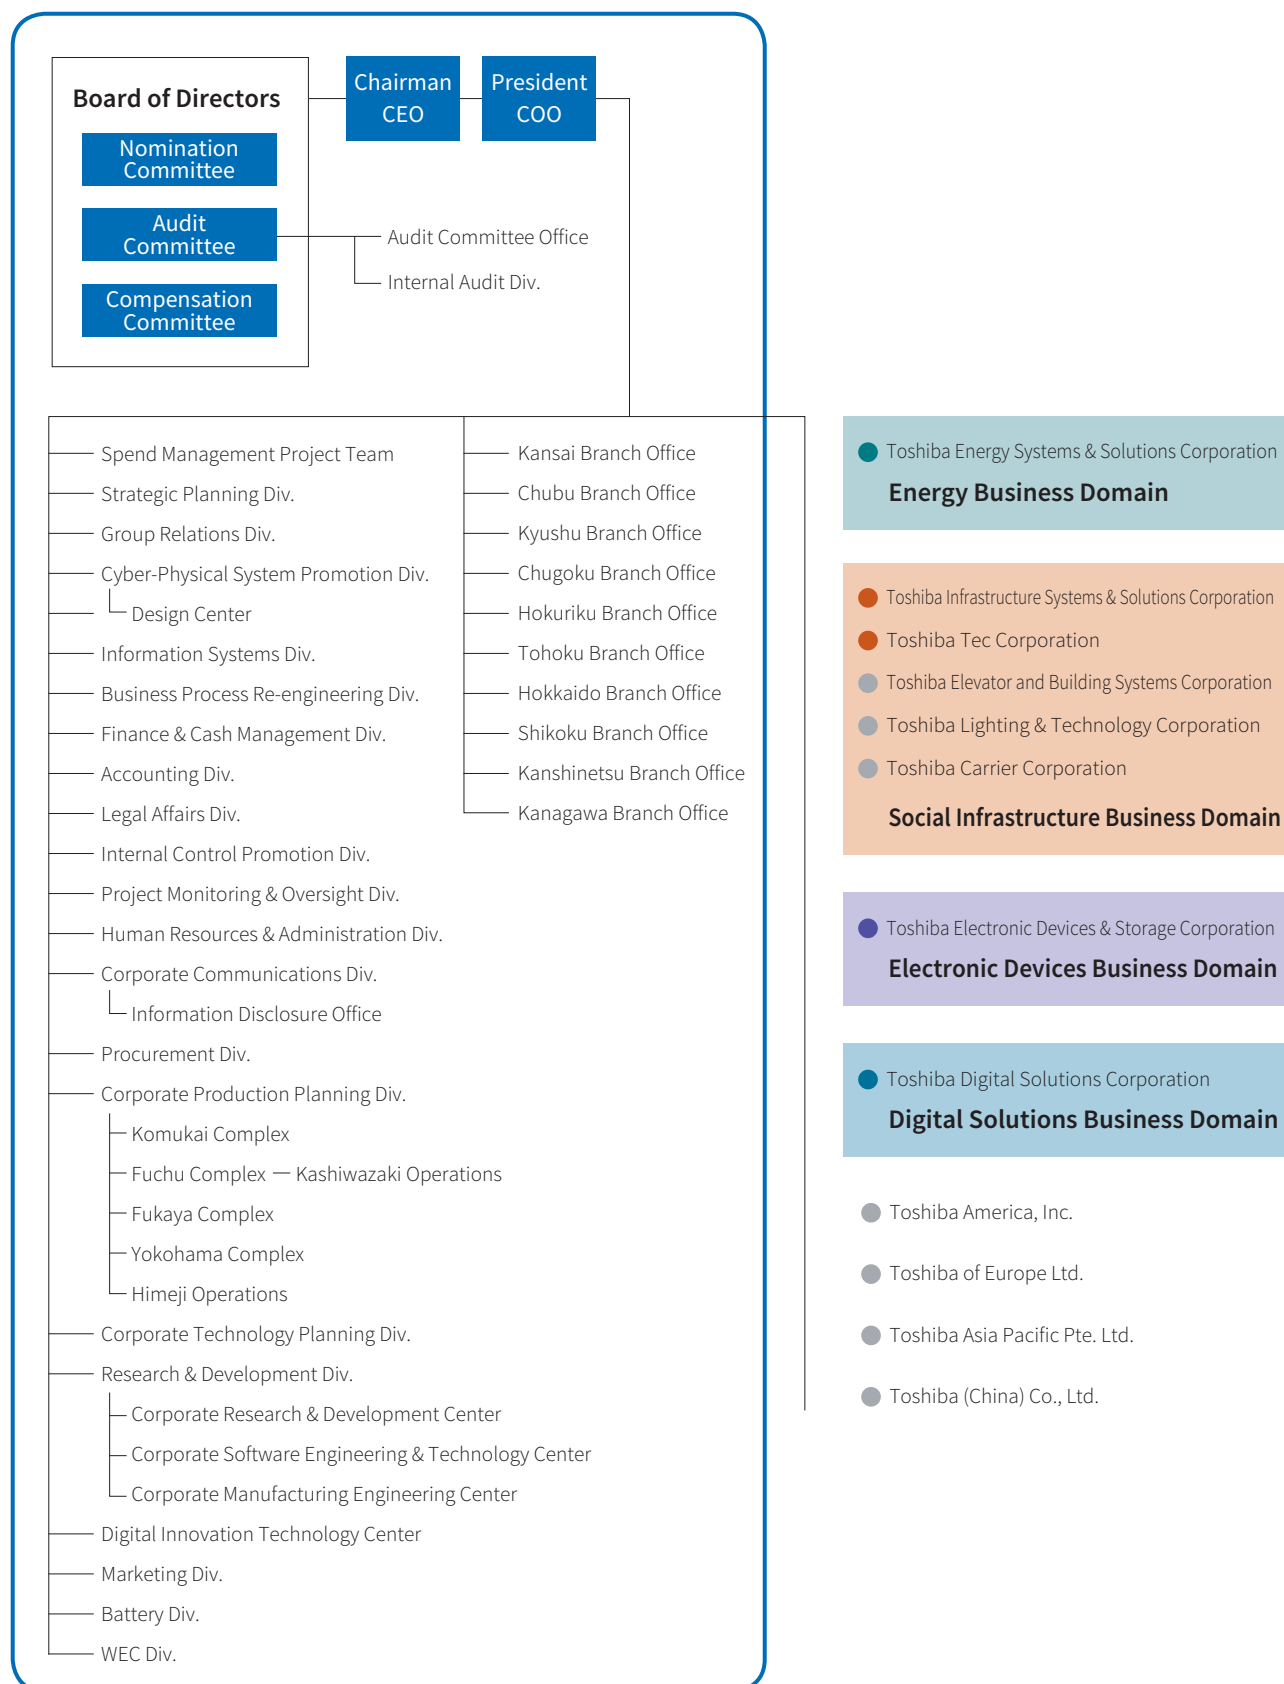 Board of Directors
Nomination
Committee
Audit
Committee
Compensation
Committee
Chairman
CEO
President
COO
Audit Committee Office
Internal Audit Div.
Spend Management Project Team
Strategic Planning Div.
Group Relations Div.
Cyber-Physical System Promotion Div.
Design Center
Information Systems Div.
Business Process Re-engineering Div.
Finance & Cash Management Div.
Accounting Div.
Legal Affairs Div.
Internal Control Promotion Div.
Project Monitoring & Oversight Div.
Human Resources & Administration Div.
Corporate Communications Div.
Information Disclosure Office
Procurement Div.
Corporate Production Planning Div.
Komukai Complex
Fuchu Complex — Kashiwazaki Operations
Fukaya Complex
Yokohama Complex
Himeji Operations
Corporate Technology Planning Div.
Research & Development Div.
Corporate Research & Development Center
Corporate Software Engineering & Technology Center
Corporate Manufacturing Engineering Center
Digital Innovation Technology Center
Marketing Div.
Battery Div.
WEC Div.
Kansai Branch Office
Chubu Branch Office
Kyushu Branch Office
Chugoku Branch Office
Hokuriku Branch Office
Tohoku Branch Office
Hokkaido Branch Office
Shikoku Branch Office
Kanshinetsu Branch Office
Kanagawa Branch Office
Toshiba Energy Systems & Solutions Corporation
Energy Business Domain
Toshiba Infrastructure Systems & Solutions Corporation
Toshiba Tec Corporation
Toshiba Elevator and Building Systems Corporation
Toshiba Lighting & Technology Corporation
Toshiba Carrier Corporation
Social Infrastructure Business Domain
Toshiba Electronic Devices & Storage Corporation
Electronic Devices Business Domain
Toshiba Digital Solutions Corporation
Digital Solutions Business Domain
Toshiba America, Inc.
Toshiba of Europe Ltd.
Toshiba Asia Pacific Pte. Ltd.
Toshiba (China) Co., Ltd.